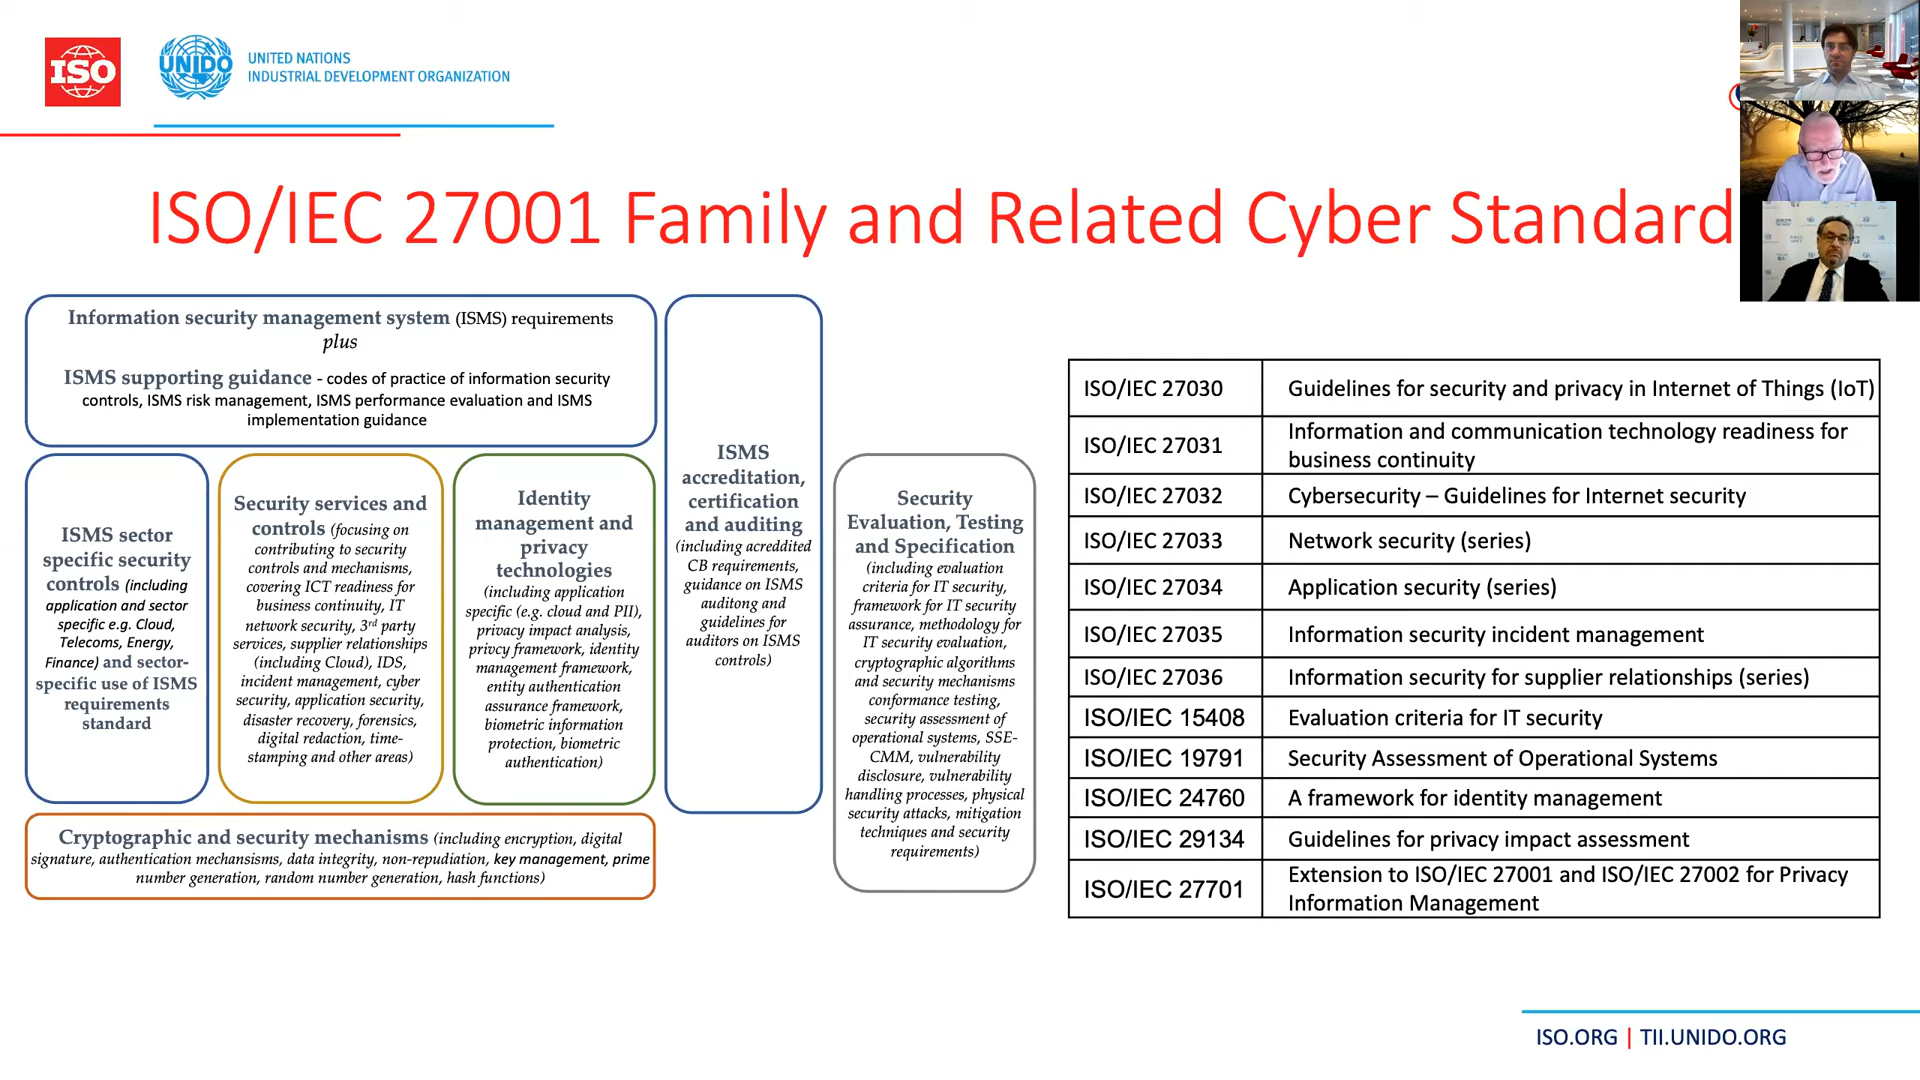 ISO
UNIDO
UNITED NATIONS
INDUSTRIAL DEVELOPMENT ORGANIZATION
ISO/IEC 27001 Family and Related Cyber Standard
Information security management system (ISMS) requirements
plus
ISMS supporting guidance - codes of practice of information security
controls, ISMS risk management, ISMS performance evaluation and ISMS
implementation guidance
ISMS sector
specific security
controls (including
application and sector
specific e.g. Cloud,
Telecoms, Energy,
Finance) and sector-
specific use of ISMS
requirements
standard
Security services and
controls (focusing on
contributing to security
controls and mechanisms,
covering ICT readiness for
business continuity, IT
network security, 3rd party
services, supplier relationships
(including Cloud), IDS,
incident management, cyber
security, application security,
disaster recovery, forensics,
digital redaction, time-
stamping and other areas)
Identity
management and
privacy
technologies
(including application
specific (e.g. cloud and PII),
privacy impact analysis,
privcy framework, identity
management framework,
entity authentication
assurance framework,
biometric information
protection, biometric
authentication)
ISMS
accreditation,
certification
and auditing
(including acreddited
CB requirements,
guidance on ISMS
auditong and
guidelines for
auditors on ISMS
controls)
Security
Evaluation, Testing
and Specification
(including evaluation
criteria for IT security,
framework for IT security
assurance, methodology for
IT security evaluation,
cryptographic algorithms
and security mechanisms
conformance testing,
security assessment of
operational systems, SSE-
CMM, vulnerability
disclosure, vulnerability
handling processes, physical
security attacks, mitigation
techniques and security
requirements)
Cryptographic and security mechanisms (including encryption, digital
signature, authentication mechsnisms, data integrity, non-repudiation, key management, prime
number generation, random number generation, hash functions)
ISO/IEC 27030 Guidelines for security and privacy in Internet of Things (IoT)
ISO/IEC 27031 Information and communication technology readiness for
business continuity
ISO/IEC 27032 Cybersecurity – Guidelines for Internet security
ISO/IEC 27033 Network security (series)
ISO/IEC 27034 Application security (series)
ISO/IEC 27035 Information security incident management
ISO/IEC 27036 Information security for supplier relationships (series)
ISO/IEC 15408 Evaluation criteria for IT security
ISO/IEC 19791 Security Assessment of Operational Systems
ISO/IEC 24760 A framework for identity management
ISO/IEC 29134 Guidelines for privacy impact assessment
ISO/IEC 27701 Extension to ISO/IEC 27001 and ISO/IEC 27002 for Privacy
Information Management
ISO.ORG | TII.UNIDO.ORG